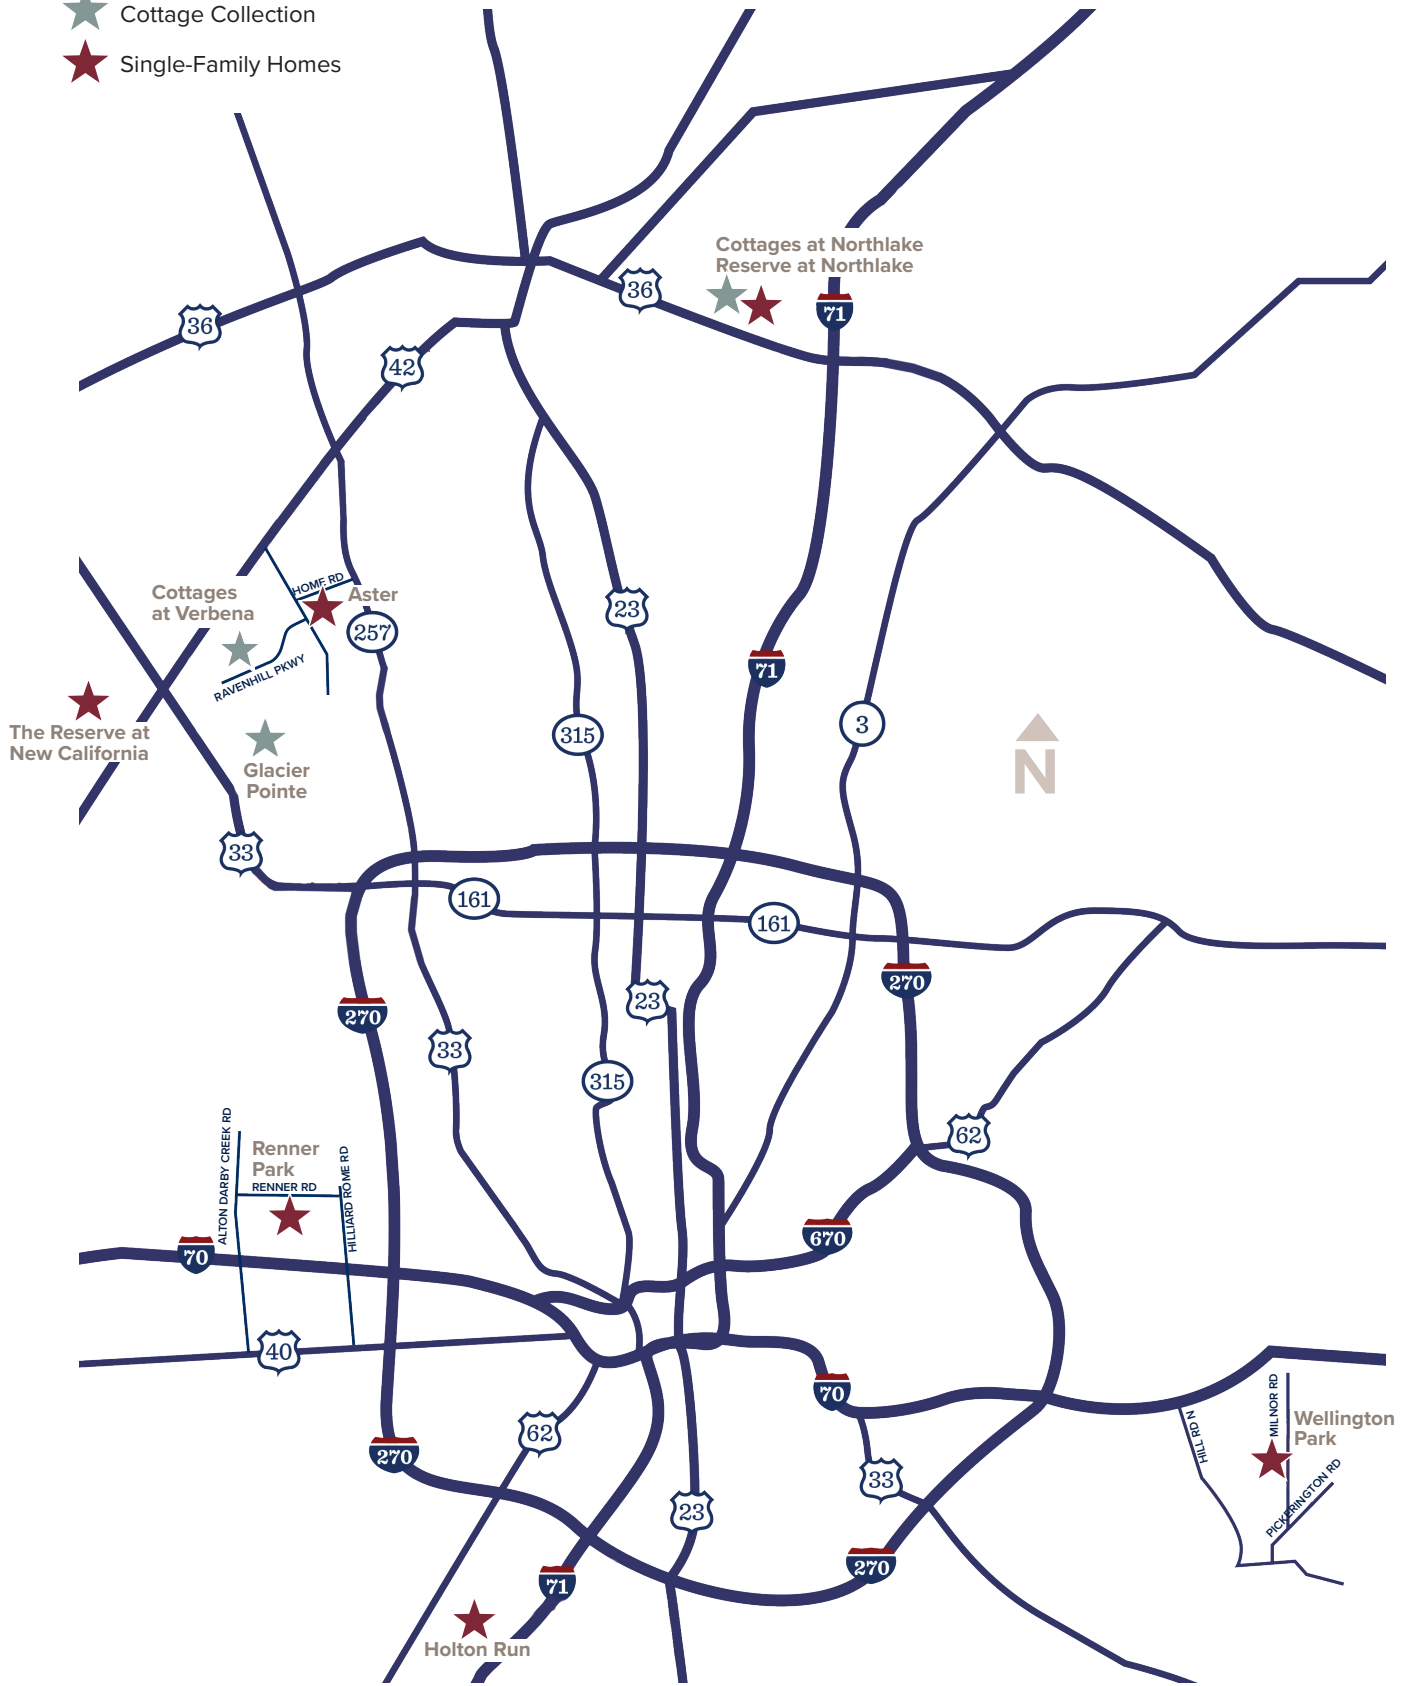 Cottage Collection
Single-Family Homes
Cottages at Northlake
Reserve at Northlake
36
71
36
42
HOME RD
Cottages
at Verbena
Aster
23
257
RAVENHILL PKWY
71
The Reserve at
New California
315
3
N
Glacier
Pointe
33
161
161
270
23
270
33
315
62
ALTON DARBY CREEK RD
Renner
Park
RENNER RD
HILLIARD ROME RD
670
70
40
70
MILNOR RD
Wellington
Park
HILL RD N
62
270
33
PICKERINGTON RD
23
270
71
Holton Run